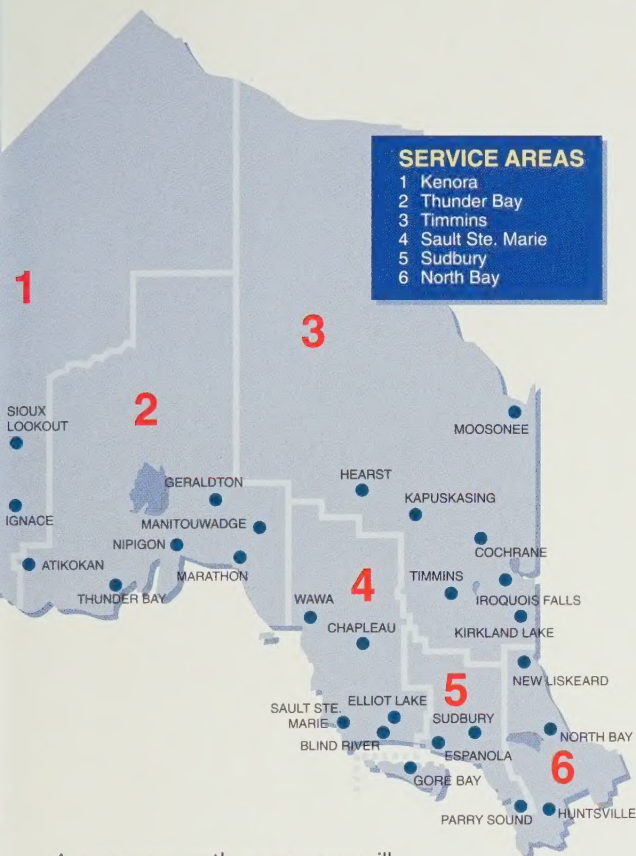 SERVICE AREAS
1 Kenora
2 Thunder Bay
3 Timmins
4 Sault Ste. Marie
5 Sudbury
6 North Bay
1
3
2
SIOUX
LOOKOUT
MOOSONEE
HEARST
GERALDTON
KAPUSKASING
IGNACE
MANITOUWADGE
NIPIGON
COCHRANE
ATIKOKAN
MARATHON
TIMMINS
4
THUNDER BAY
WAWA
IROQUOIS FALLS
CHAPLEAU
KIRKLAND LAKE
NEW LISKEARD
5
ELLIOT LAKE
SAULT STE.
MARIE
SUDBURY
NORTH BAY
BLIND RIVER
ESPANOLA
6
GORE BAY
PARRY SOUND
HUNTSVILLE